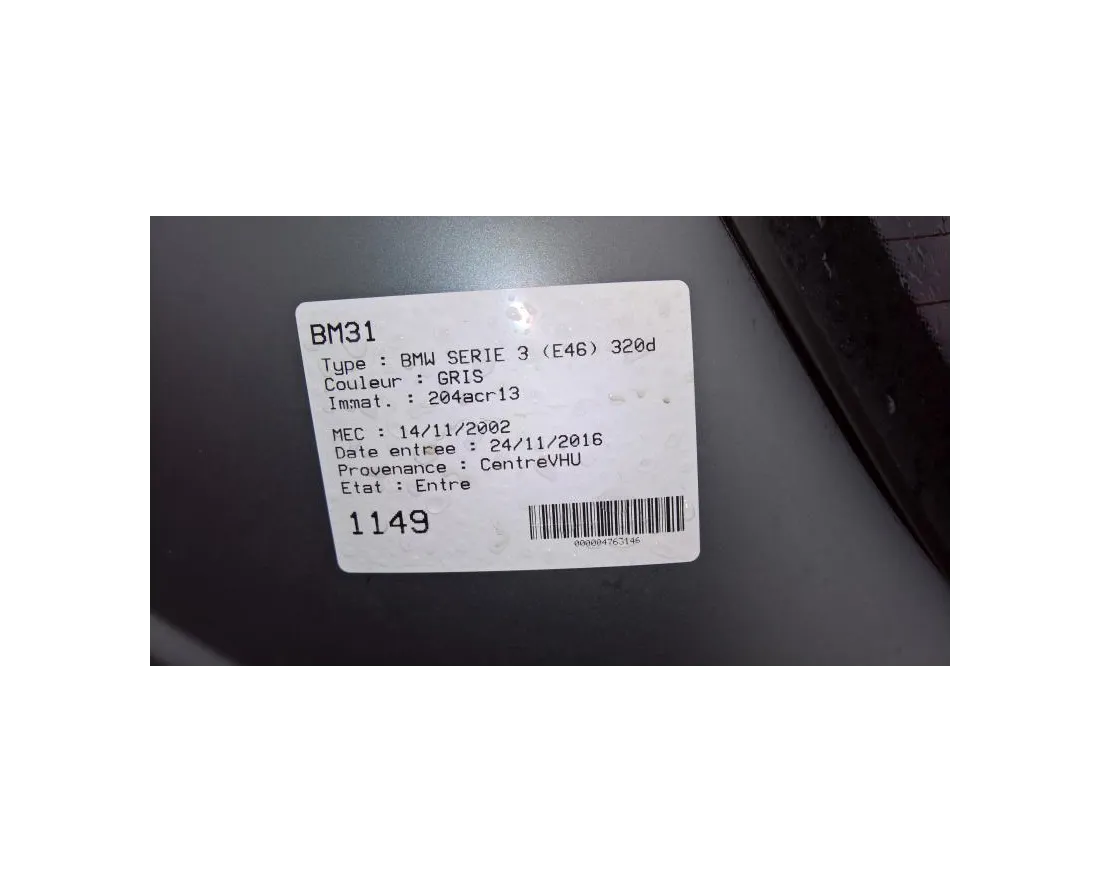 BM31
Type : BMW SERIE 3 (E46) 320d
Couleur : GRIS
Immat. : 204acr13
MEC : 14/11/2002
Date entree : 24/11/2016
Provenance : CentreVHU
Etat : Entre
1149
000004763146